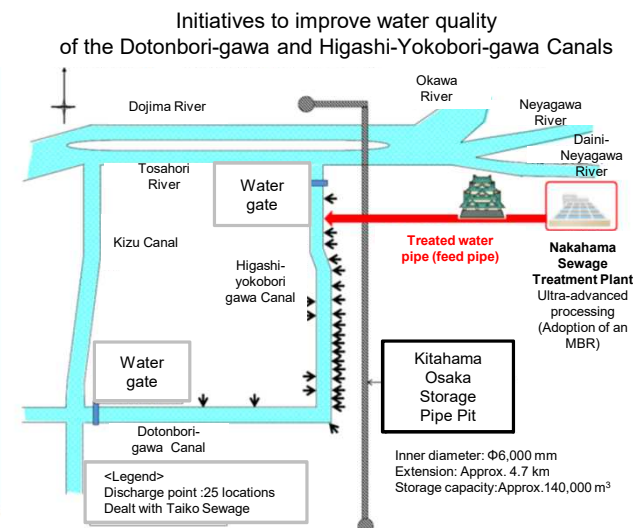 Initiatives to improve water quality
of the Dotonbori-gawa and Higashi-Yokobori-gawa Canals
Okawa
River
Dojima River
Neyagawa
River
Daini-
Neyagawa
River
Tosahori
River
Water
gate
Kizu Canal
Treated water
pipe (feed pipe)
Nakahama
Sewage
Treatment Plant
Ultra-advanced
processing
(Adoption of an
MBR)
Higashi-
yokobori
gawa Canal
Water
gate
Kitahama
Osaka
Storage
Pipe Pit
Dotonbori-
gawa Canal
Inner diameter: Φ6,000 mm
Extension: Approx. 4.7 km
Storage capacity:Approx.140,000 m³
<Legend>
Discharge point :25 locations
Dealt with Taiko Sewage